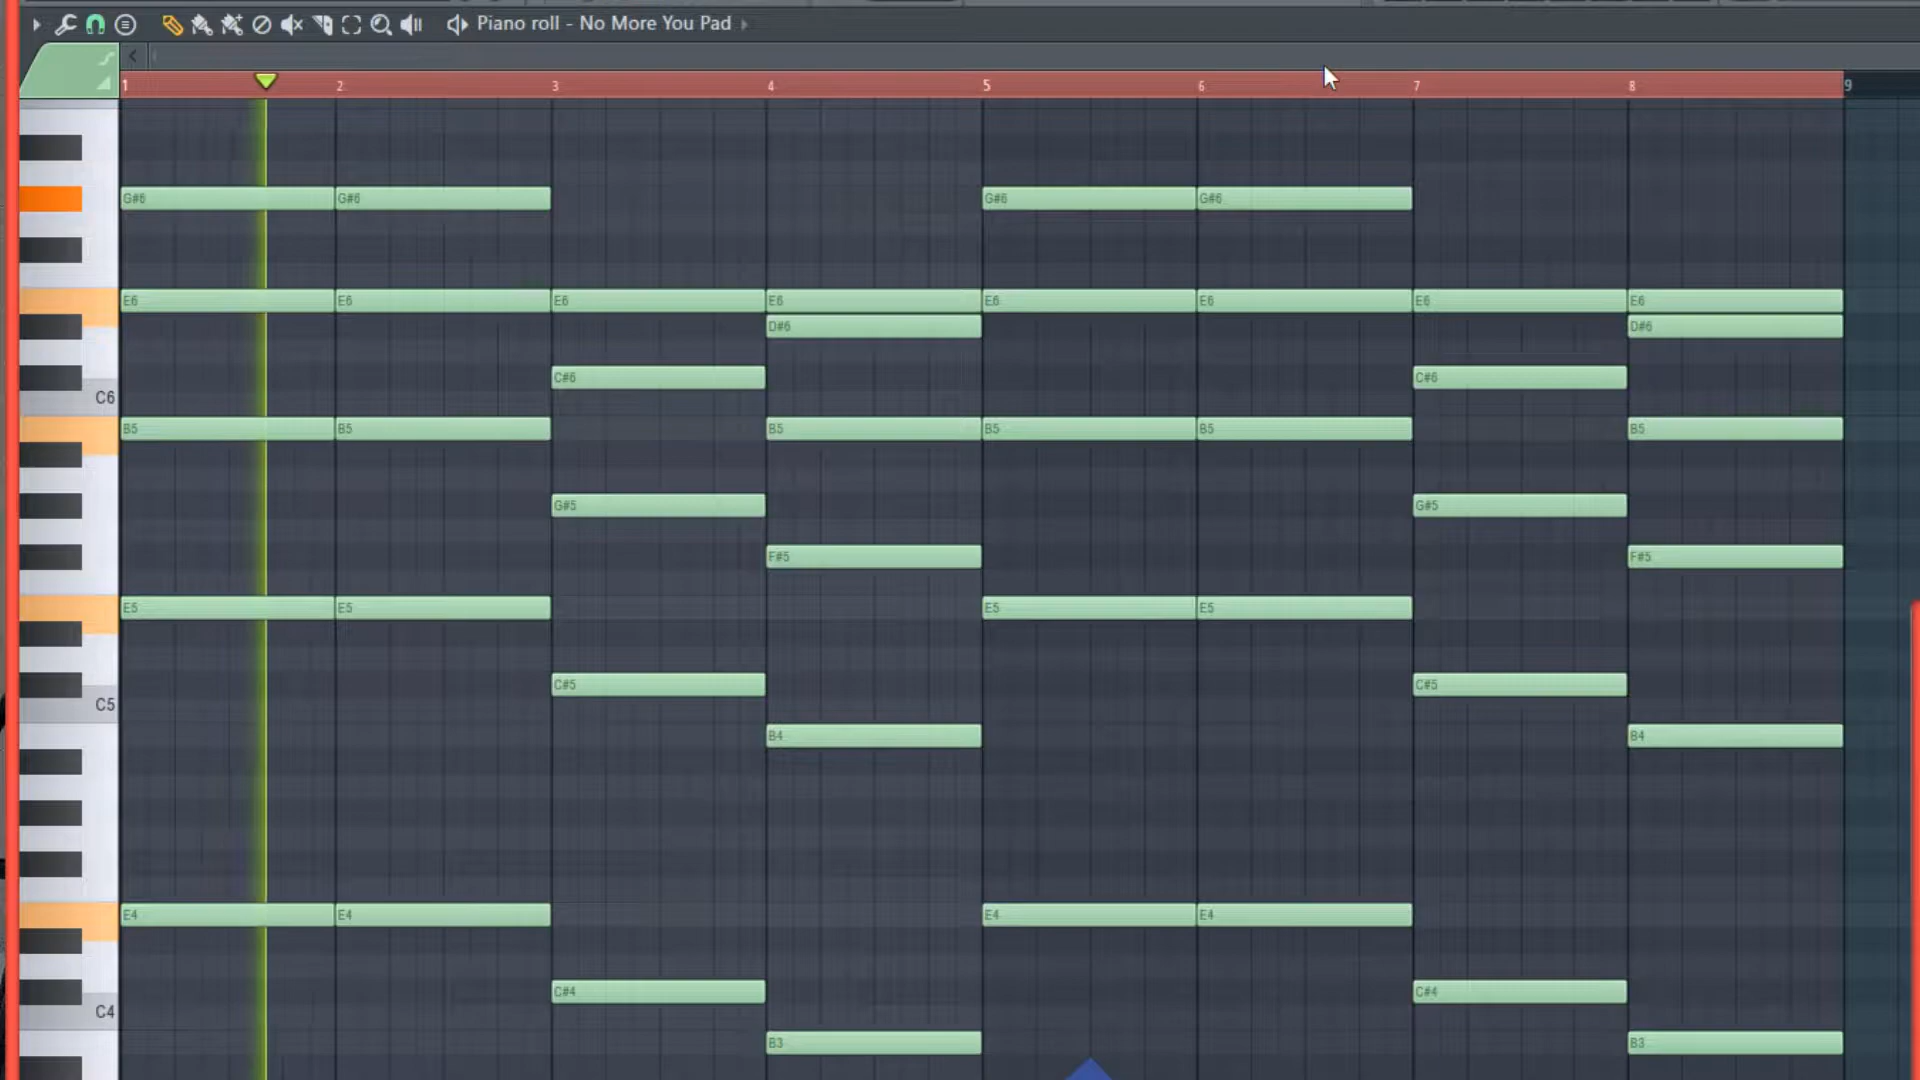 Piano roll - No More You Pad
1 2 3 4 5 6 7 8 9
G#6 G#6 G#6 G#6
E6 E6 E6 E6 E6 E6 E6 E6
D#6 D#6
C#6 C#6
C6
B5 B5 B5 B5 B5 B5
G#5 G#5
F#5 F#5
E5 E5 E5 E5
C#5 C#5
C5
B4 B4
E4 E4 E4 E4
C#4 C#4
C4
B3 B3